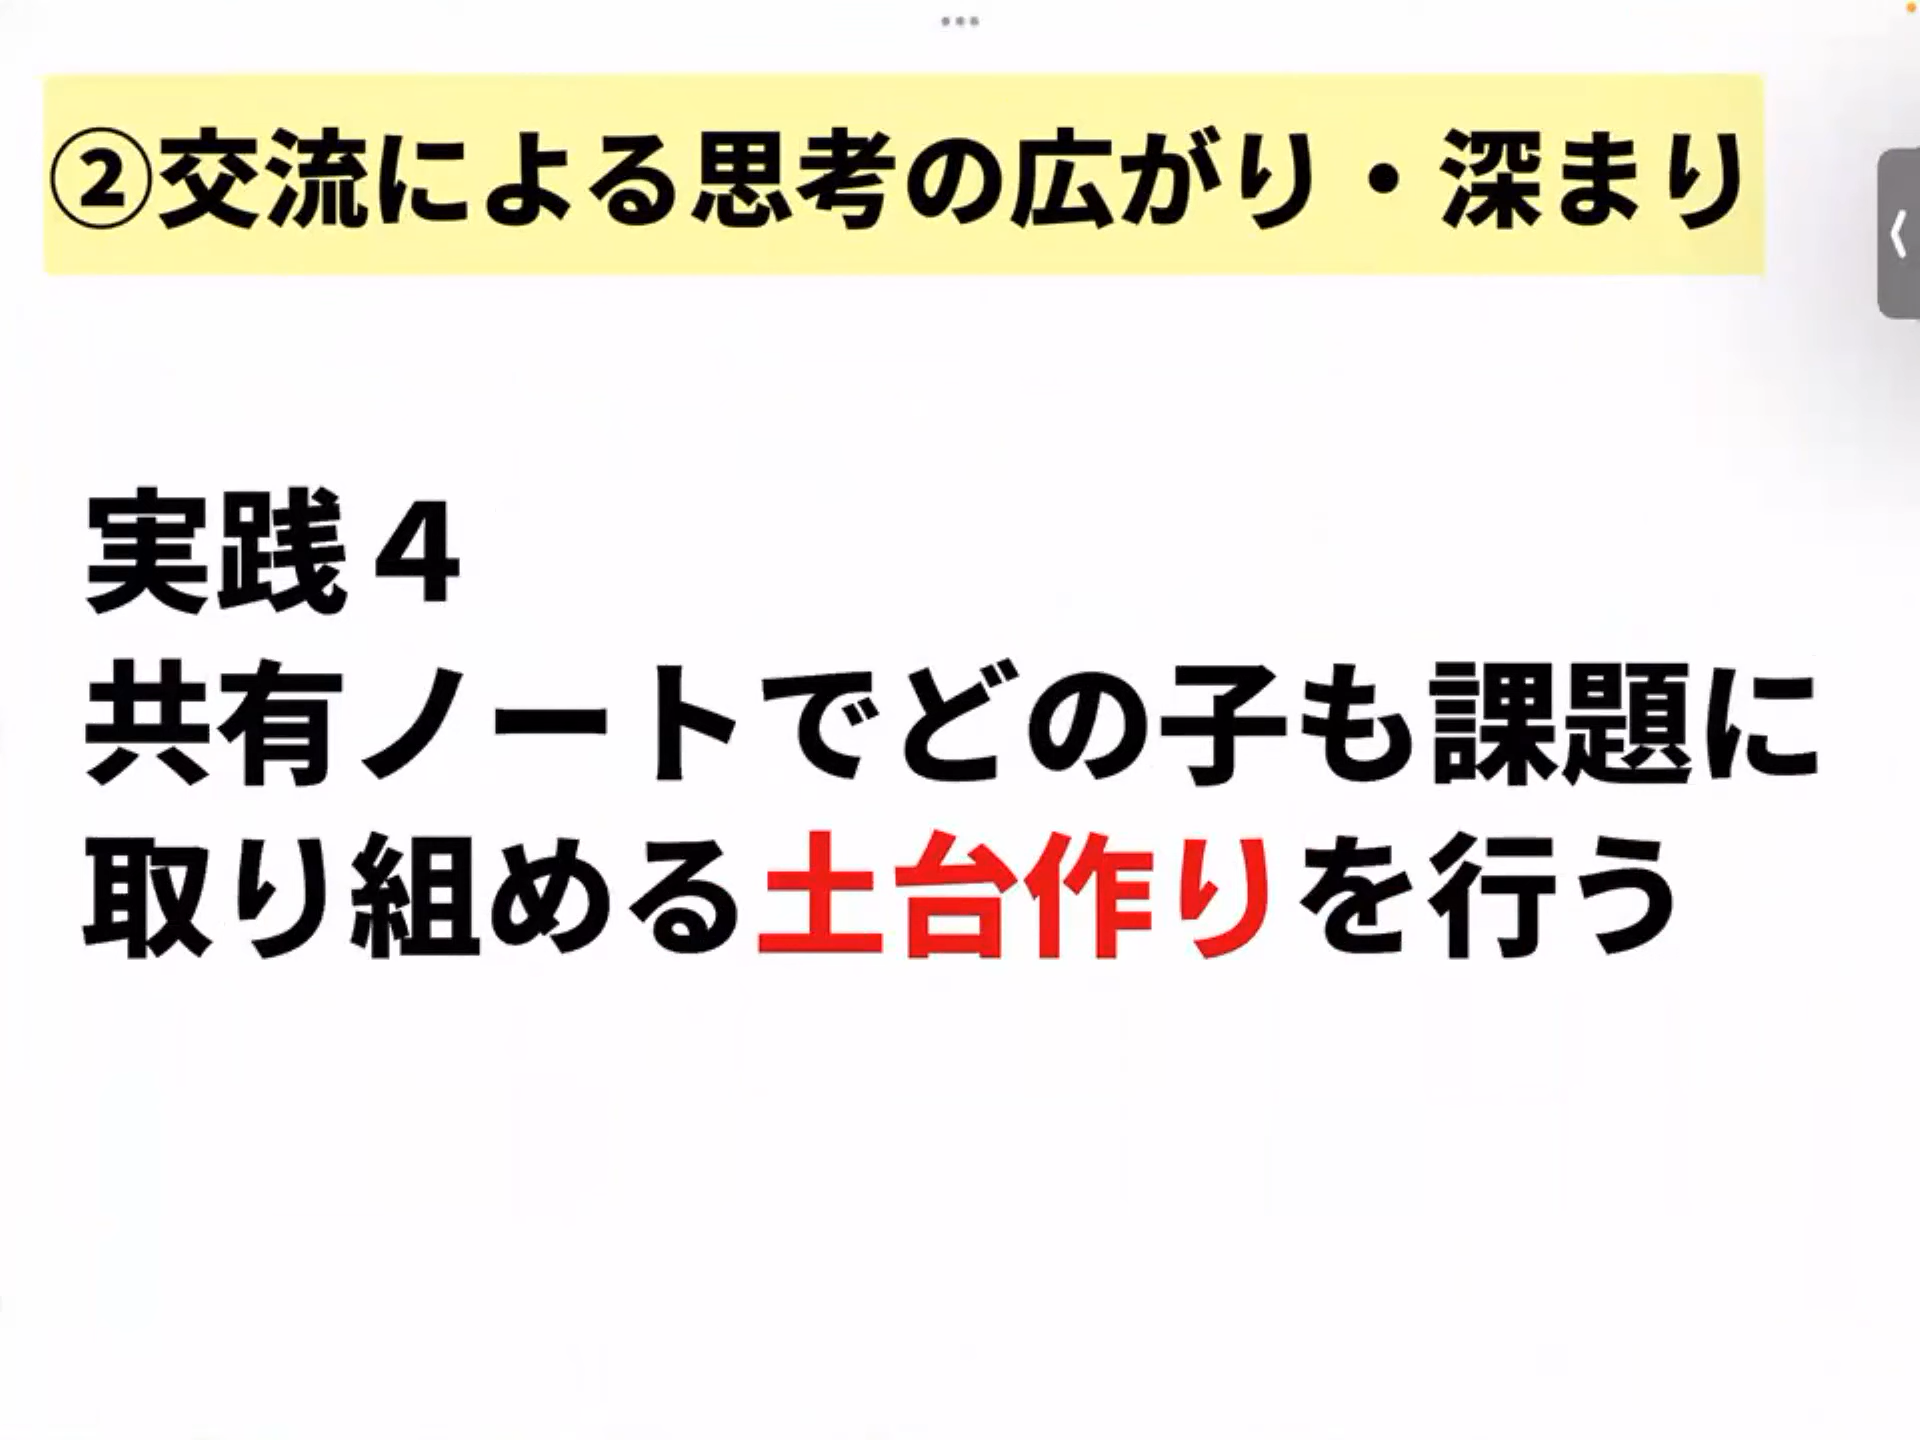 ②交流による思考の広がり・深まり
実践４
共有ノートでどの子も課題に
取り組める土台作りを行う